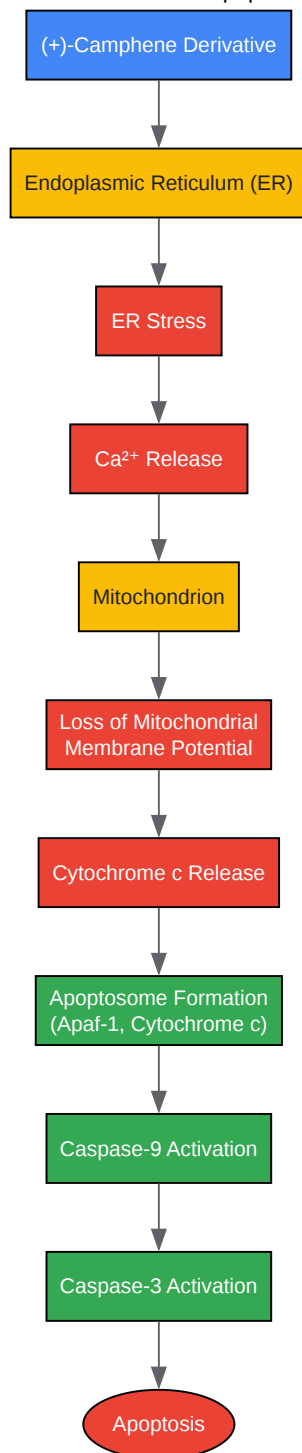 (+)-Camphene Derivative
Endoplasmic Reticulum (ER)
ER Stress
Ca²⁺ Release
Mitochondrion
Loss of Mitochondrial
Membrane Potential
Cytochrome c Release
Apoptosome Formation
(Apaf-1, Cytochrome c)
Caspase-9 Activation
Caspase-3 Activation
Apoptosis